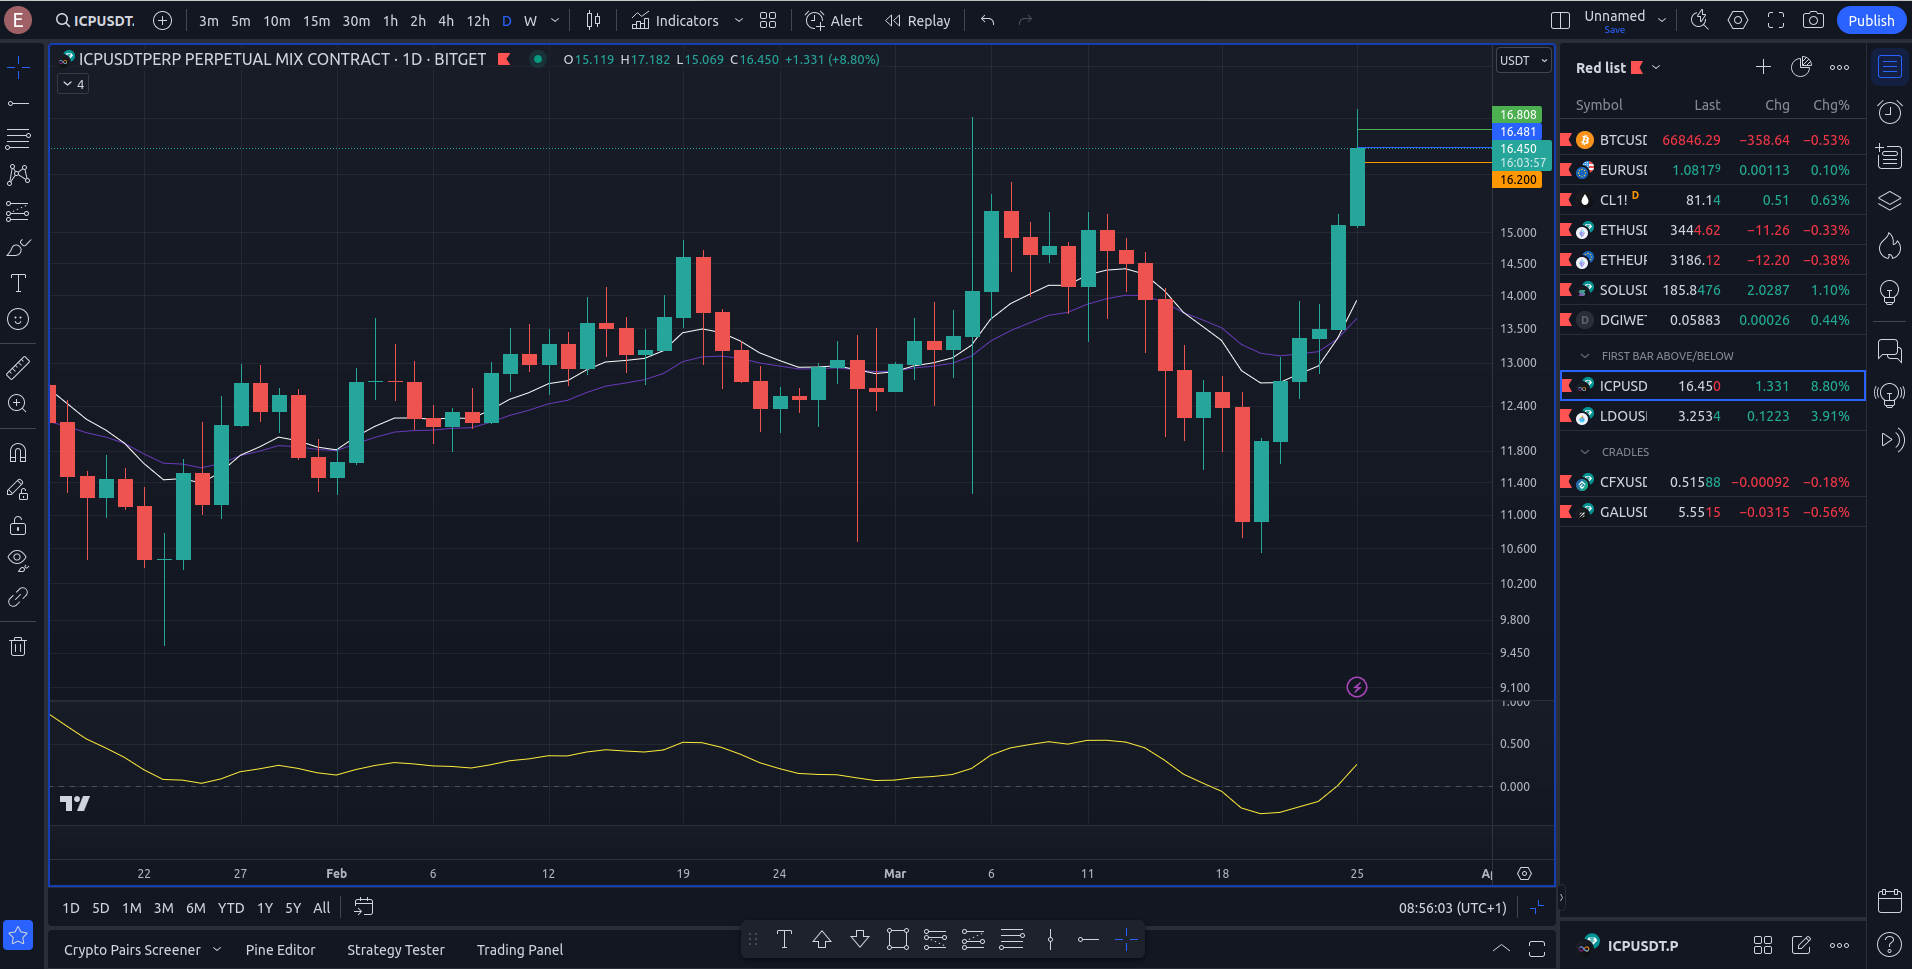 E
ICPUSDT.
3m 5m 10m 15m 30m 1h 2h 4h 12h D W
Indicators
Alert
Replay
Unnamed
Save
Publish
ICPUSDTPERP PERPETUAL MIX CONTRACT · 1D · BITGET
O15.119 H17.182 L15.069 C16.450 +1.331 (+8.80%)
4
USDT
16.808
16.481
16.450
16:03:57
16.200
15.000
14.500
14.000
13.500
13.000
12.400
11.800
11.400
11.000
10.600
10.200
9.800
9.450
9.100
1.000
0.500
0.000
22 27 Feb 6 12 19 24 Mar 6 11 18 25
1D 5D 1M 3M 6M YTD 1Y 5Y All
08:56:03 (UTC+1)
Crypto Pairs Screener Pine Editor Strategy Tester Trading Panel
Red list
Symbol Last Chg Chg%
BTCUSD 66846.29 −358.64 −0.53%
EURUSD 1.08179 0.00113 0.10%
CL1! D 81.14 0.51 0.63%
ETHUSD 3444.62 −11.26 −0.33%
ETHEUR 3186.12 −12.20 −0.38%
SOLUSD 185.8476 2.0287 1.10%
DGIWE 0.05883 0.00026 0.44%
FIRST BAR ABOVE/BELOW
ICPUSD 16.450 1.331 8.80%
LDOUS 3.2534 0.1223 3.91%
CRADLES
CFXUSD 0.51588 −0.00092 −0.18%
GALUSD 5.5515 −0.0315 −0.56%
ICPUSDT.P